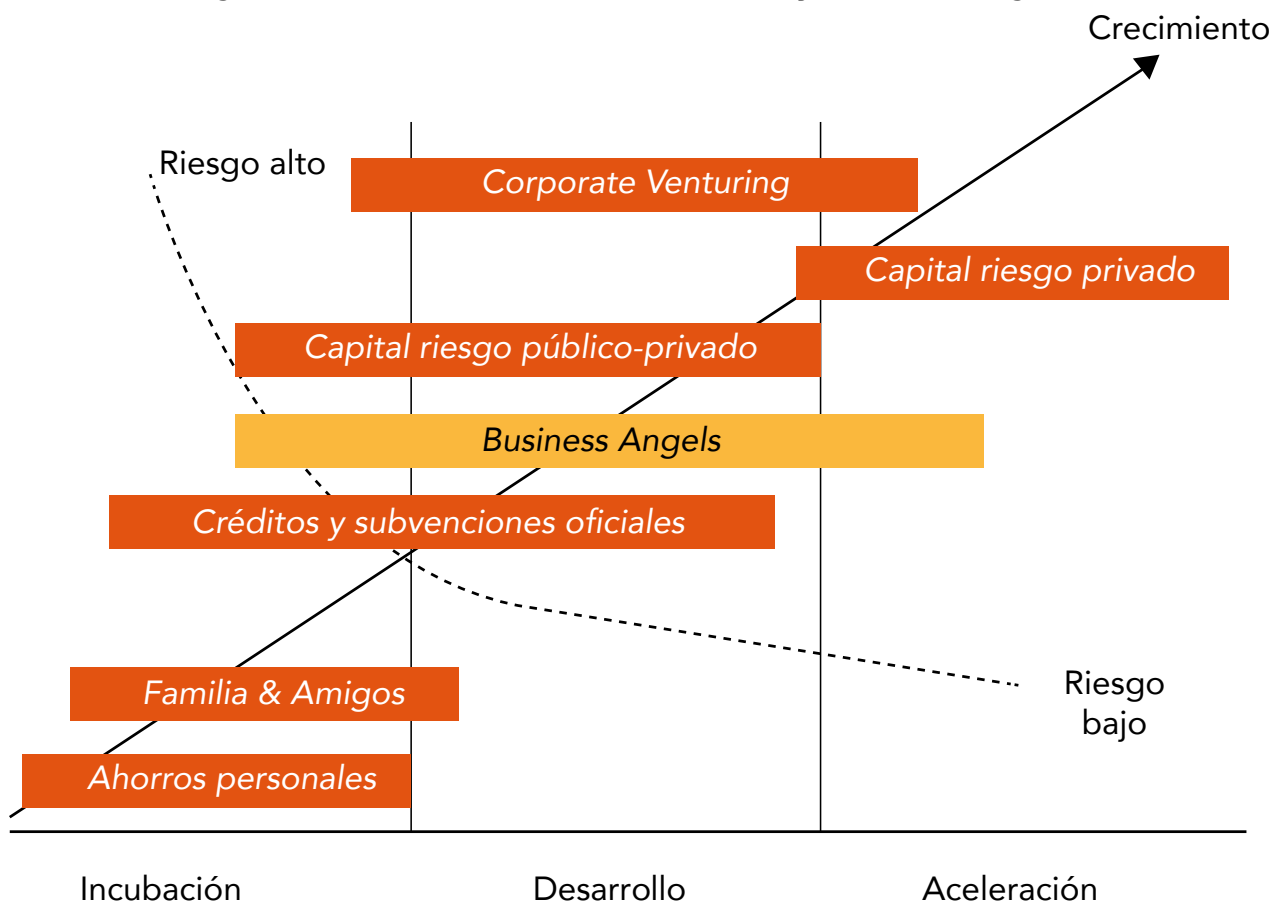 Crecimiento
Riesgo alto
Corporate Venturing
Capital riesgo privado
Capital riesgo público-privado
Business Angels
Créditos y subvenciones oficiales
Familia & Amigos
Riesgo
bajo
Ahorros personales
Incubación
Desarrollo
Aceleración